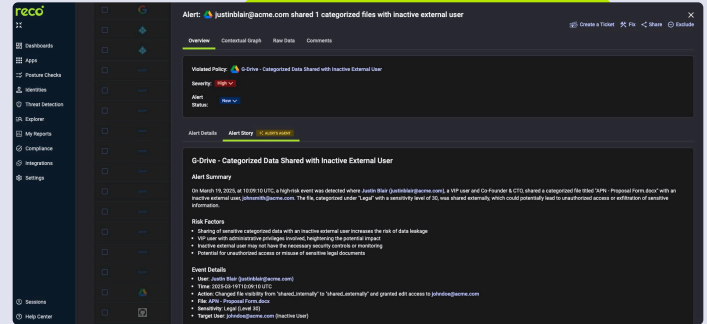 reco
Alert: justinblair@acme.com shared 1 categorized files with inactive external user
Create a Ticket Fix Share Exclude
Overview Contextual Graph Raw Data Comments
Dashboards
Apps
Posture Checks
Identities
Threat Detection
Explorer
My Reports
Compliance
Integrations
Settings
Sessions
Help Center
Violated Policy: G-Drive - Categorized Data Shared with Inactive External User
Severity: High
Alert
Status: New
Alert Details Alert Story ALERTS AGENT
G-Drive - Categorized Data Shared with Inactive External User
Alert Summary
On March 19, 2025, at 10:09:10 UTC, a high-risk event was detected where Justin Blair (justinblair@acme.com), a VIP user and Co-Founder & CTO, shared a categorized file titled "APN - Proposal Form.docx" with an
inactive external user, johnsmith@acme.com. The file, categorized under "Legal" with a sensitivity level of 30, was shared externally, which could potentially lead to unauthorized access or exfiltration of sensitive
information.
Risk Factors
• Sharing of sensitive categorized data with an inactive external user increases the risk of data leakage
• VIP user with administrative privileges involved, heightening the potential impact
• Inactive external user may not have the necessary security controls or monitoring
• Potential for unauthorized access or misuse of sensitive legal documents
Event Details
• User: Justin Blair (justinblair@acme.com)
• Time: 2025-03-19T10:09:10 UTC
• Action: Changed file visibility from "shared_internally" to "shared_externally" and granted edit access to johndoe@acme.com
• File: APN - Proposal Form.docx
• Sensitivity: Legal (Level 30)
• Target User: johndoe@acme.com (Inactive User)